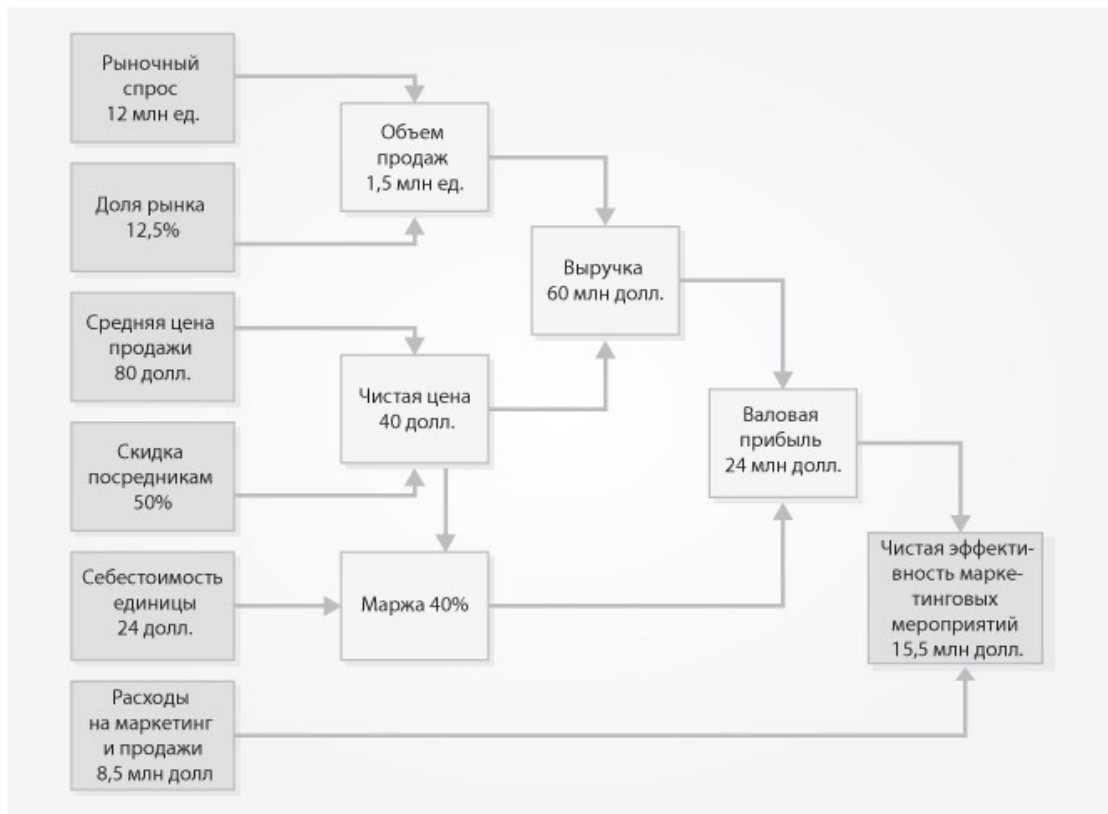 Рыночный
спрос
12 млн ед.
Доля рынка
12,5%
Средняя цена
продажи
80 долл.
Скидка
посредникам
50%
Себестоимость
единицы
24 долл.
Расходы
на маркетинг
и продажи
8,5 млн долл
Объем
продаж
1,5 млн ед.
Чистая цена
40 долл.
Маржа 40%
Выручка
60 млн долл.
Валовая
прибыль
24 млн долл.
Чистая эффекти-
вность марке-
тинговых
мероприятий
15,5 млн долл.